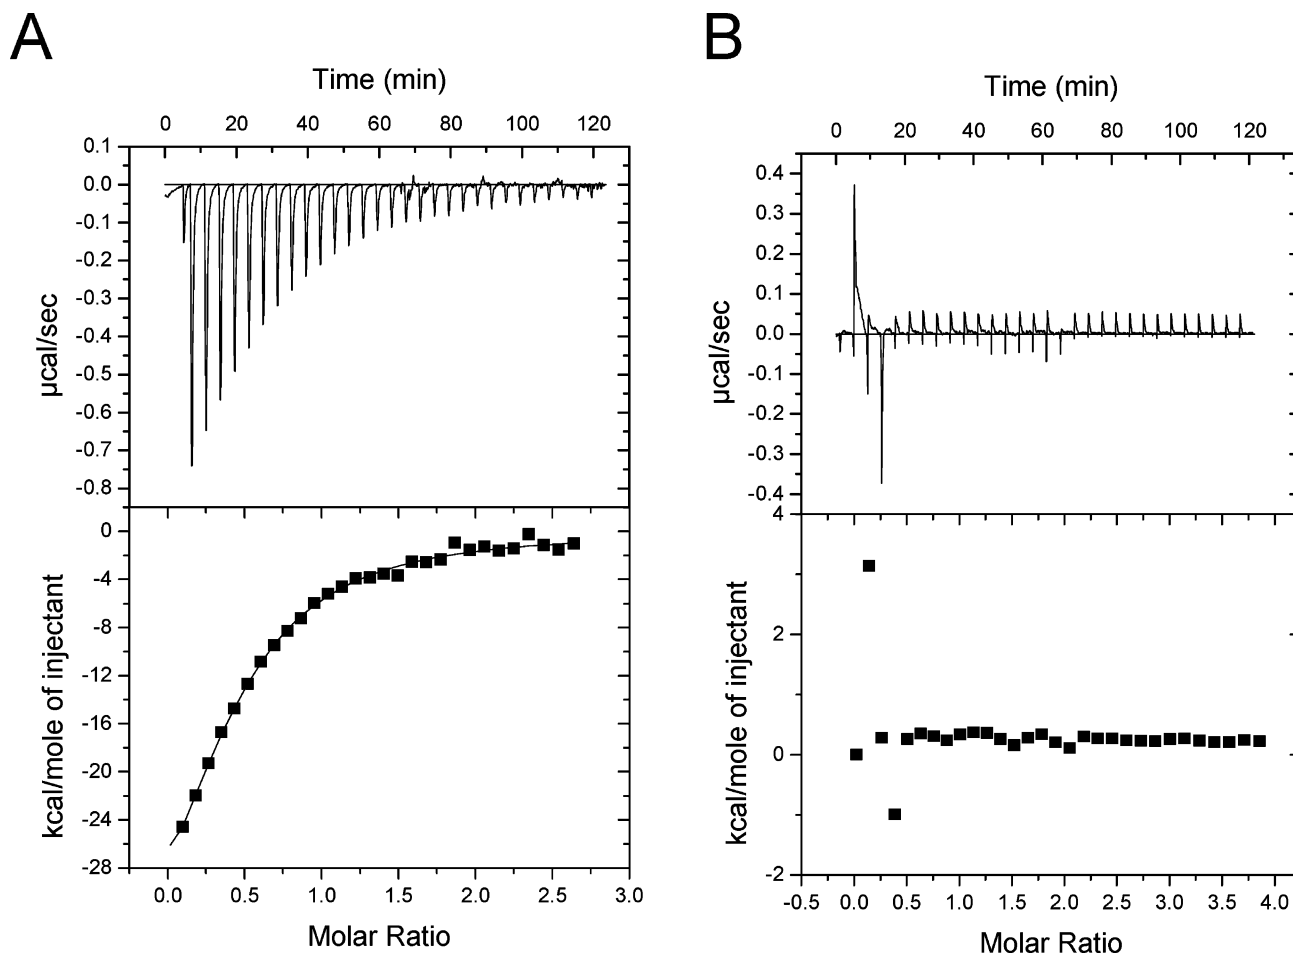 A
B
Time (min)
0 20 40 60 80 100 120
0.1
0.0
-0.1
-0.2
-0.3
-0.4
-0.5
-0.6
-0.7
-0.8
µcal/sec
0
-4
-8
-12
-16
-20
-24
-28
kcal/mole of injectant
0.0 0.5 1.0 1.5 2.0 2.5 3.0
Molar Ratio
Time (min)
0 20 40 60 80 100 120
0.4
0.3
0.2
0.1
0.0
-0.1
-0.2
-0.3
-0.4
µcal/sec
4
2
0
-2
kcal/mole of injectant
-0.5 0.0 0.5 1.0 1.5 2.0 2.5 3.0 3.5 4.0
Molar Ratio